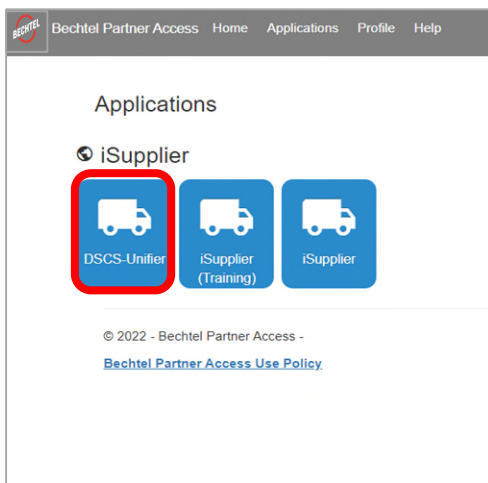 BECHTEL
Bechtel Partner Access Home Applications Profile Help
Applications
iSupplier
DSCS-Unifier
iSupplier
(Training)
iSupplier
© 2022 - Bechtel Partner Access -
Bechtel Partner Access Use Policy